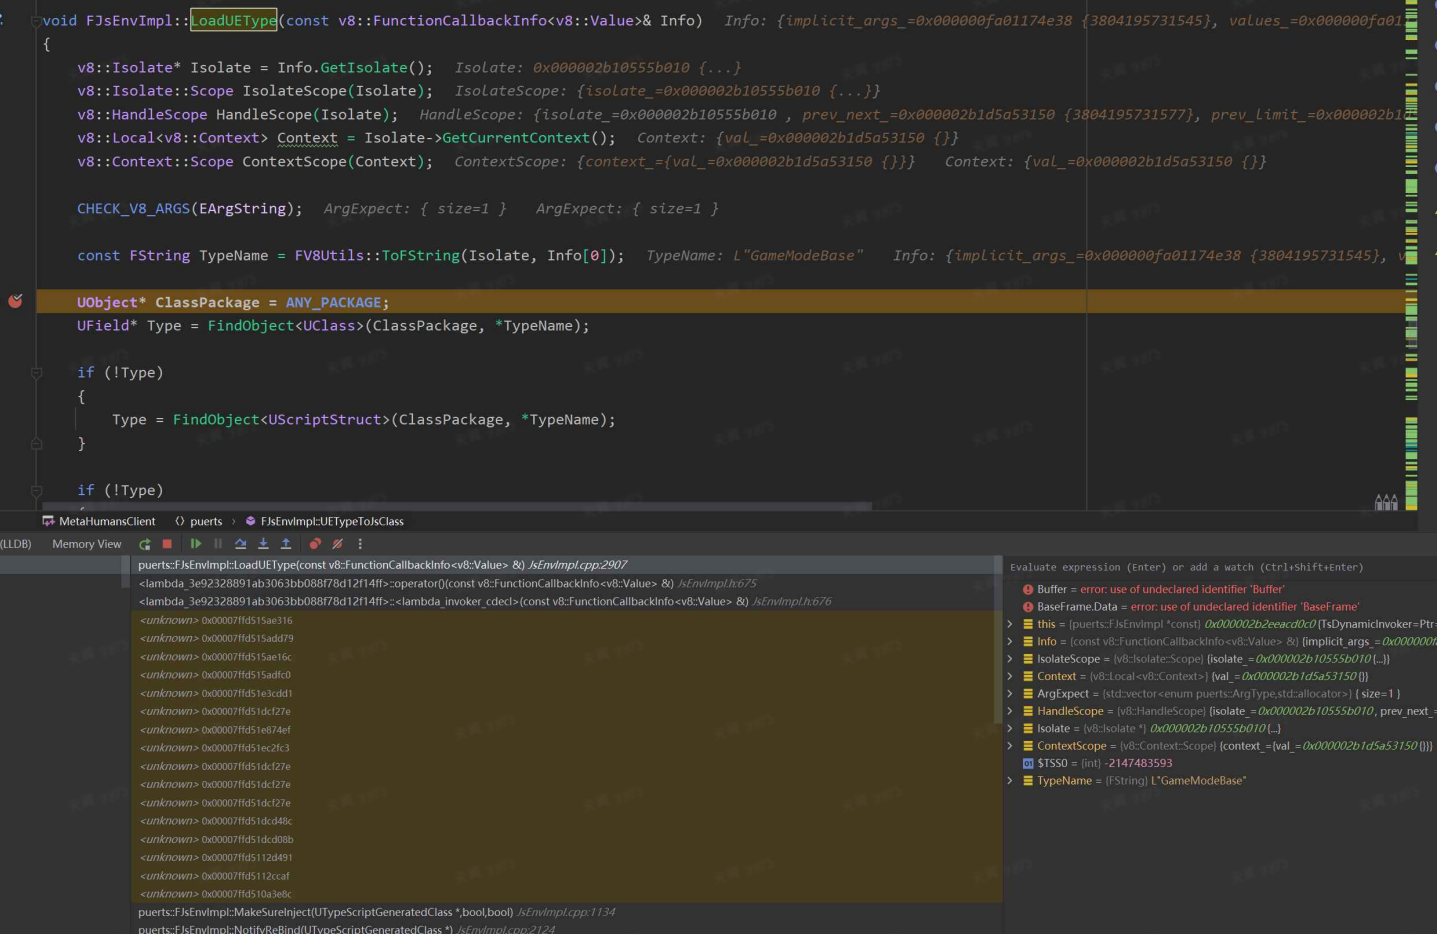 void FJsEnvImpl::LoadUEType(const v8::FunctionCallbackInfo<v8::Value>& Info)   Info: {implicit_args_=0x000000fa01174e38 {3804195731545}, values_=0x000000fa011
{
v8::Isolate* Isolate = Info.GetIsolate();   Isolate: 0x000002b10555b010 {...}
v8::Isolate::Scope IsolateScope(Isolate);   IsolateScope: {isolate_=0x000002b10555b010 {...}}
v8::HandleScope HandleScope(Isolate);   HandleScope: {isolate_=0x000002b10555b010 , prev_next_=0x000002b1d5a53150 {3804195731577}, prev_limit_=0x000002b1d
v8::Local<v8::Context> Context = Isolate->GetCurrentContext();   Context: {val_=0x000002b1d5a53150 {}}
v8::Context::Scope ContextScope(Context);   ContextScope: {context_={val_=0x000002b1d5a53150 {}}}   Context: {val_=0x000002b1d5a53150 {}}
CHECK_V8_ARGS(EArgString);   ArgExpect: { size=1 }   ArgExpect: { size=1 }
const FString TypeName = FV8Utils::ToFString(Isolate, Info[0]);   TypeName: L"GameModeBase"   Info: {implicit_args_=0x000000fa01174e38 {3804195731545}, v
UObject* ClassPackage = ANY_PACKAGE;
UField* Type = FindObject<UClass>(ClassPackage, *TypeName);
if (!Type)
{
Type = FindObject<UScriptStruct>(ClassPackage, *TypeName);
}
if (!Type)
MetaHumansClient   puerts › FJsEnvImpl::UETypeToJsClass
(LLDB)   Memory View
puerts::FJsEnvImpl::LoadUEType(const v8::FunctionCallbackInfo<v8::Value> &) JsEnvImpl.cpp:2907
<lambda_3e92328891ab3063bb088f78d12f14ff>::operator()(const v8::FunctionCallbackInfo<v8::Value> &) JsEnvImpl.h:675
<lambda_3e92328891ab3063bb088f78d12f14ff>::<lambda_invoker_cdecl>(const v8::FunctionCallbackInfo<v8::Value> &) JsEnvImpl.h:676
<unknown> 0x00007ffd515ae316
<unknown> 0x00007ffd515add79
<unknown> 0x00007ffd515ae16c
<unknown> 0x00007ffd515adfc0
<unknown> 0x00007ffd51e3cdd1
<unknown> 0x00007ffd51dcf27e
<unknown> 0x00007ffd51e874ef
<unknown> 0x00007ffd51ec2fc3
<unknown> 0x00007ffd51dcf27e
<unknown> 0x00007ffd51dcf27e
<unknown> 0x00007ffd51dcf27e
<unknown> 0x00007ffd51dcd48c
<unknown> 0x00007ffd51dcd08b
<unknown> 0x00007ffd5112d491
<unknown> 0x00007ffd5112ccaf
<unknown> 0x00007ffd510a3e8c
puerts::FJsEnvImpl::MakeSureInject(UTypeScriptGeneratedClass *,bool,bool) JsEnvImpl.cpp:1134
puerts::FJsEnvImpl::NotifyReBind(UTypeScriptGeneratedClass *) JsEnvImpl.cpp:2124
Evaluate expression (Enter) or add a watch (Ctrl+Shift+Enter)
Buffer = error: use of undeclared identifier 'Buffer'
BaseFrame.Data = error: use of undeclared identifier 'BaseFrame'
this = {puerts::FJsEnvImpl *const} 0x000002b2eeacd0c0 {TsDynamicInvoker=Ptr=
Info = {const v8::FunctionCallbackInfo<v8::Value> &} {implicit_args_=0x000000f
IsolateScope = {v8::Isolate::Scope} {isolate_=0x000002b10555b010 {...}}
Context = {v8::Local<v8::Context>} {val_=0x000002b1d5a53150 {}}
ArgExpect = {std::vector<enum puerts::ArgType,std::allocator>} { size=1 }
HandleScope = {v8::HandleScope} {isolate_=0x000002b10555b010 , prev_next_=
Isolate = {v8::Isolate *} 0x000002b10555b010 {...}
ContextScope = {v8::Context::Scope} {context_={val_=0x000002b1d5a53150 {}}}
$TSS0 = {int} -2147483593
TypeName = {FString} L"GameModeBase"